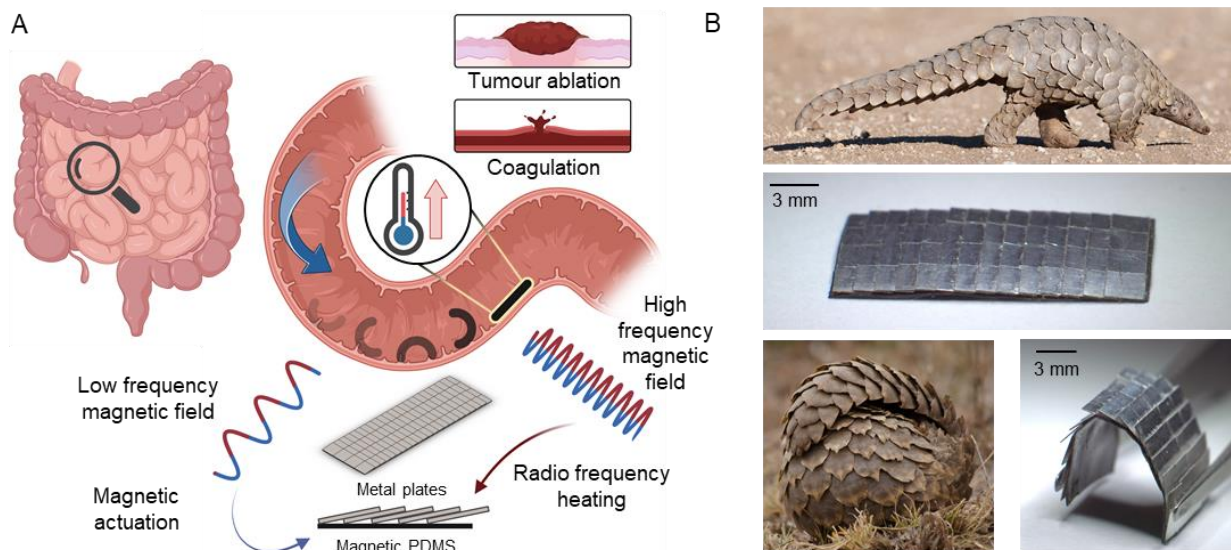 A
Tumour ablation
Coagulation
High
frequency
magnetic
field
Low frequency
magnetic field
Metal plates
Radio frequency
heating
Magnetic
actuation
Magnetic PDMS
B
3 mm
3 mm